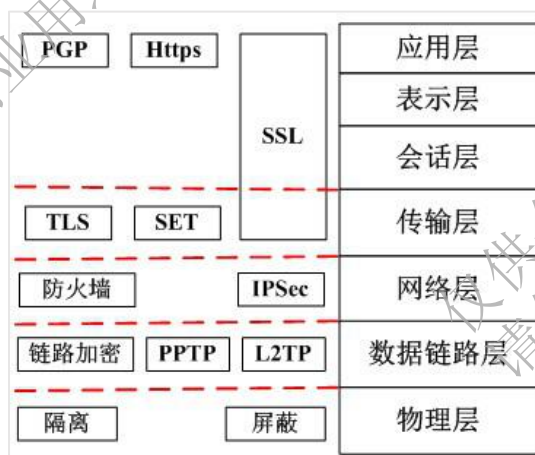 PGP Https 应用层
表示层
SSL
会话层
TLS SET 传输层
防火墙 IPSec 网络层
链路加密 PPTP L2TP 数据链路层
隔离 屏蔽 物理层